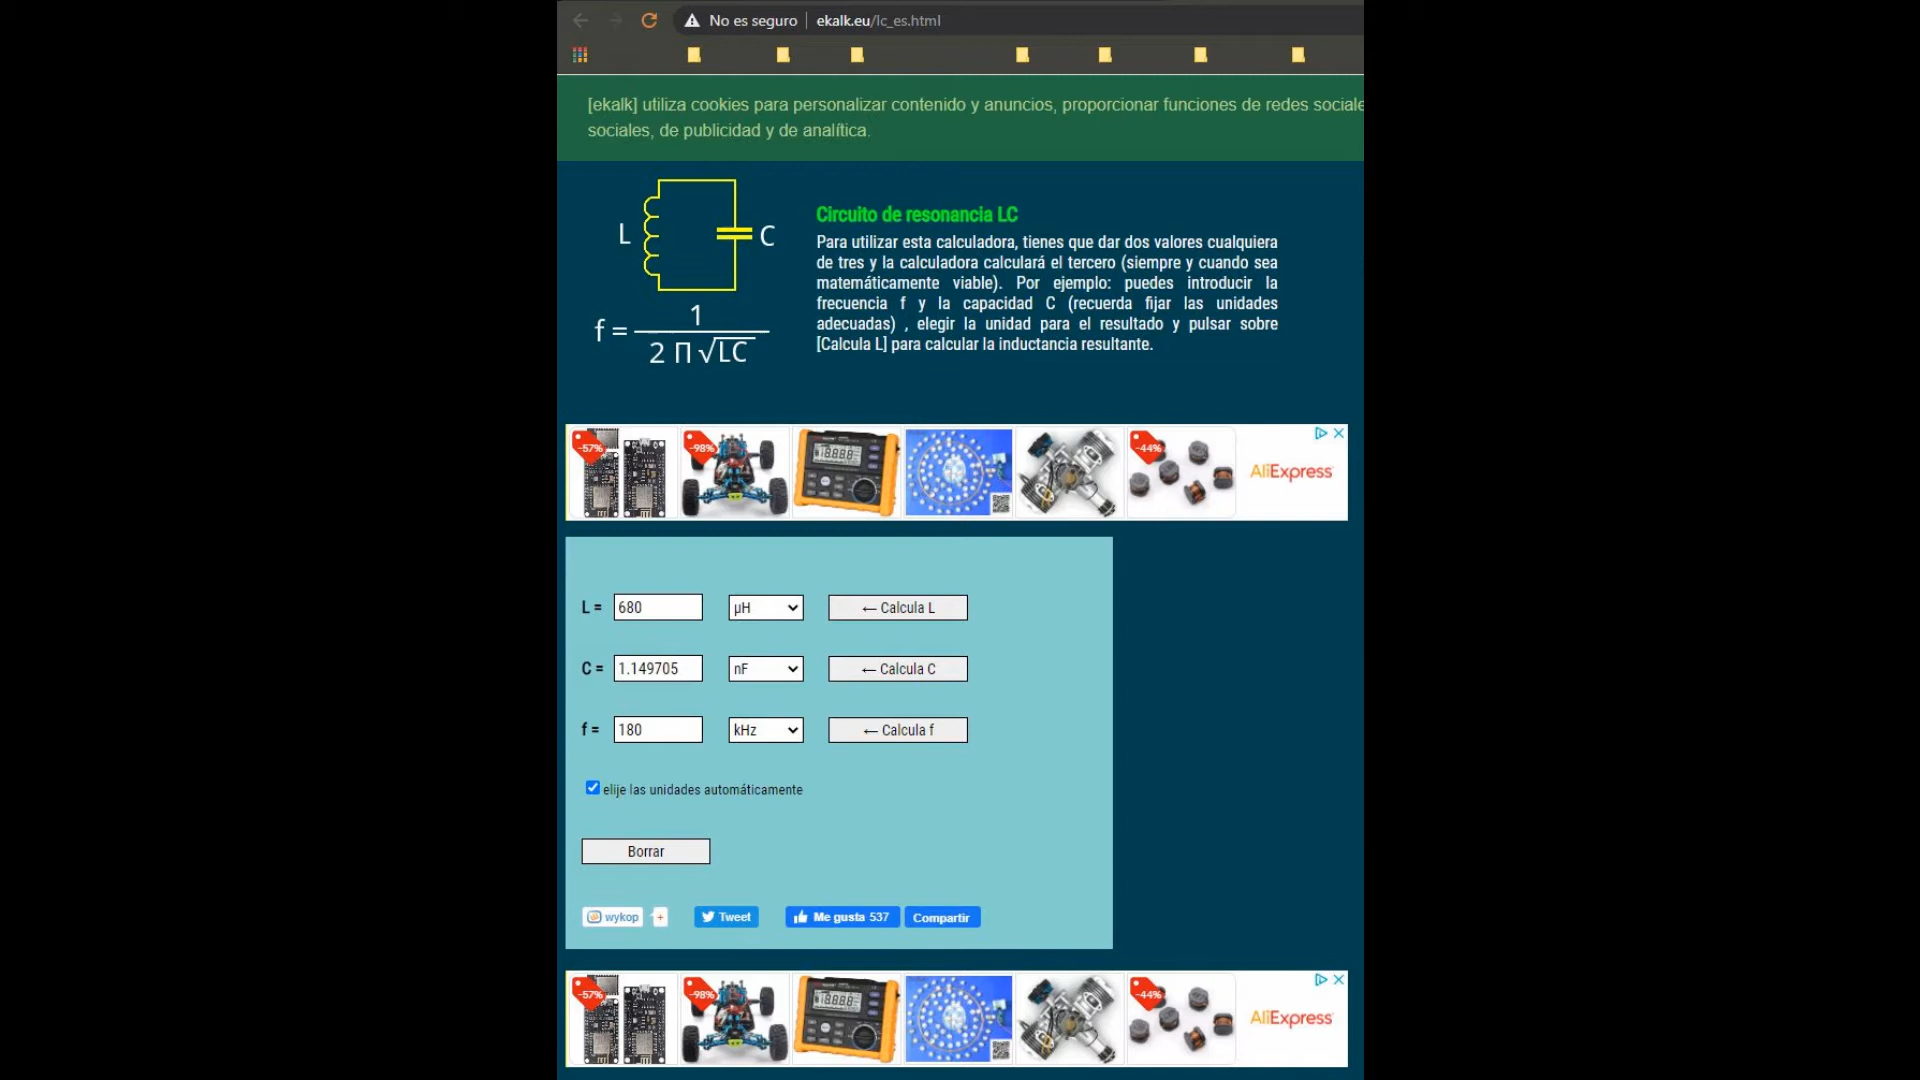 No es seguro ekalk.eu/lc_es.html
[ekalk] utiliza cookies para personalizar contenido y anuncios, proporcionar funciones de redes sociale
sociales, de publicidad y de analítica.
L
C
f = 1
2 Π √LC
Circuito de resonancia LC
Para utilizar esta calculadora, tienes que dar dos valores cualquiera
de tres y la calculadora calculará el tercero (siempre y cuando sea
matemáticamente viable). Por ejemplo: puedes introducir la
frecuencia f y la capacidad C (recuerda fijar las unidades
adecuadas) , elegir la unidad para el resultado y pulsar sobre
[Calcula L] para calcular la inductancia resultante.
-57% -98% -44% AliExpress
L = 680 µH ← Calcula L
C = 1.149705 nF ← Calcula C
f = 180 kHz ← Calcula f
elije las unidades automáticamente
Borrar
wykop + Tweet Me gusta 537 Compartir
-57% -98% -44% AliExpress